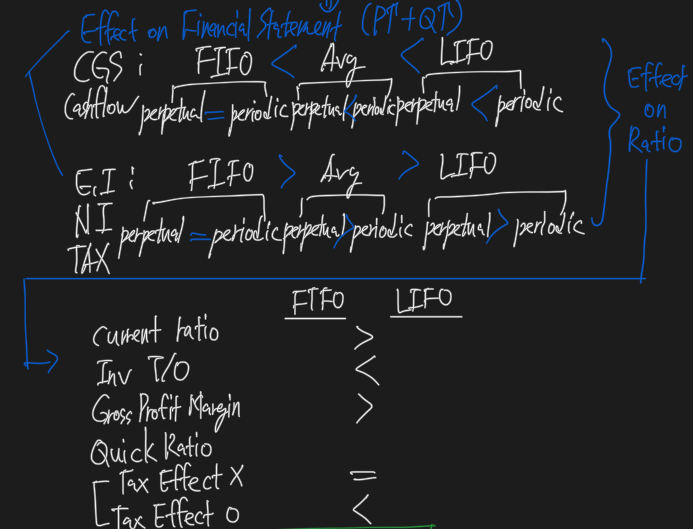 Effect on Financial Statement (P↑+Q↑)
CGS : FIFO < Avg < LIFO
Cashflow perpetual = periodic perpetual < periodic perpetual < periodic
Effect on Ratio
E.I : FIFO > Avg > LIFO
NI perpetual = periodic perpetual > periodic perpetual > periodic
TAX
FIFO LIFO
Current ratio >
Inv T/O <
Gross Profit Margin >
Quick Ratio
Tax Effect X =
Tax Effect O <